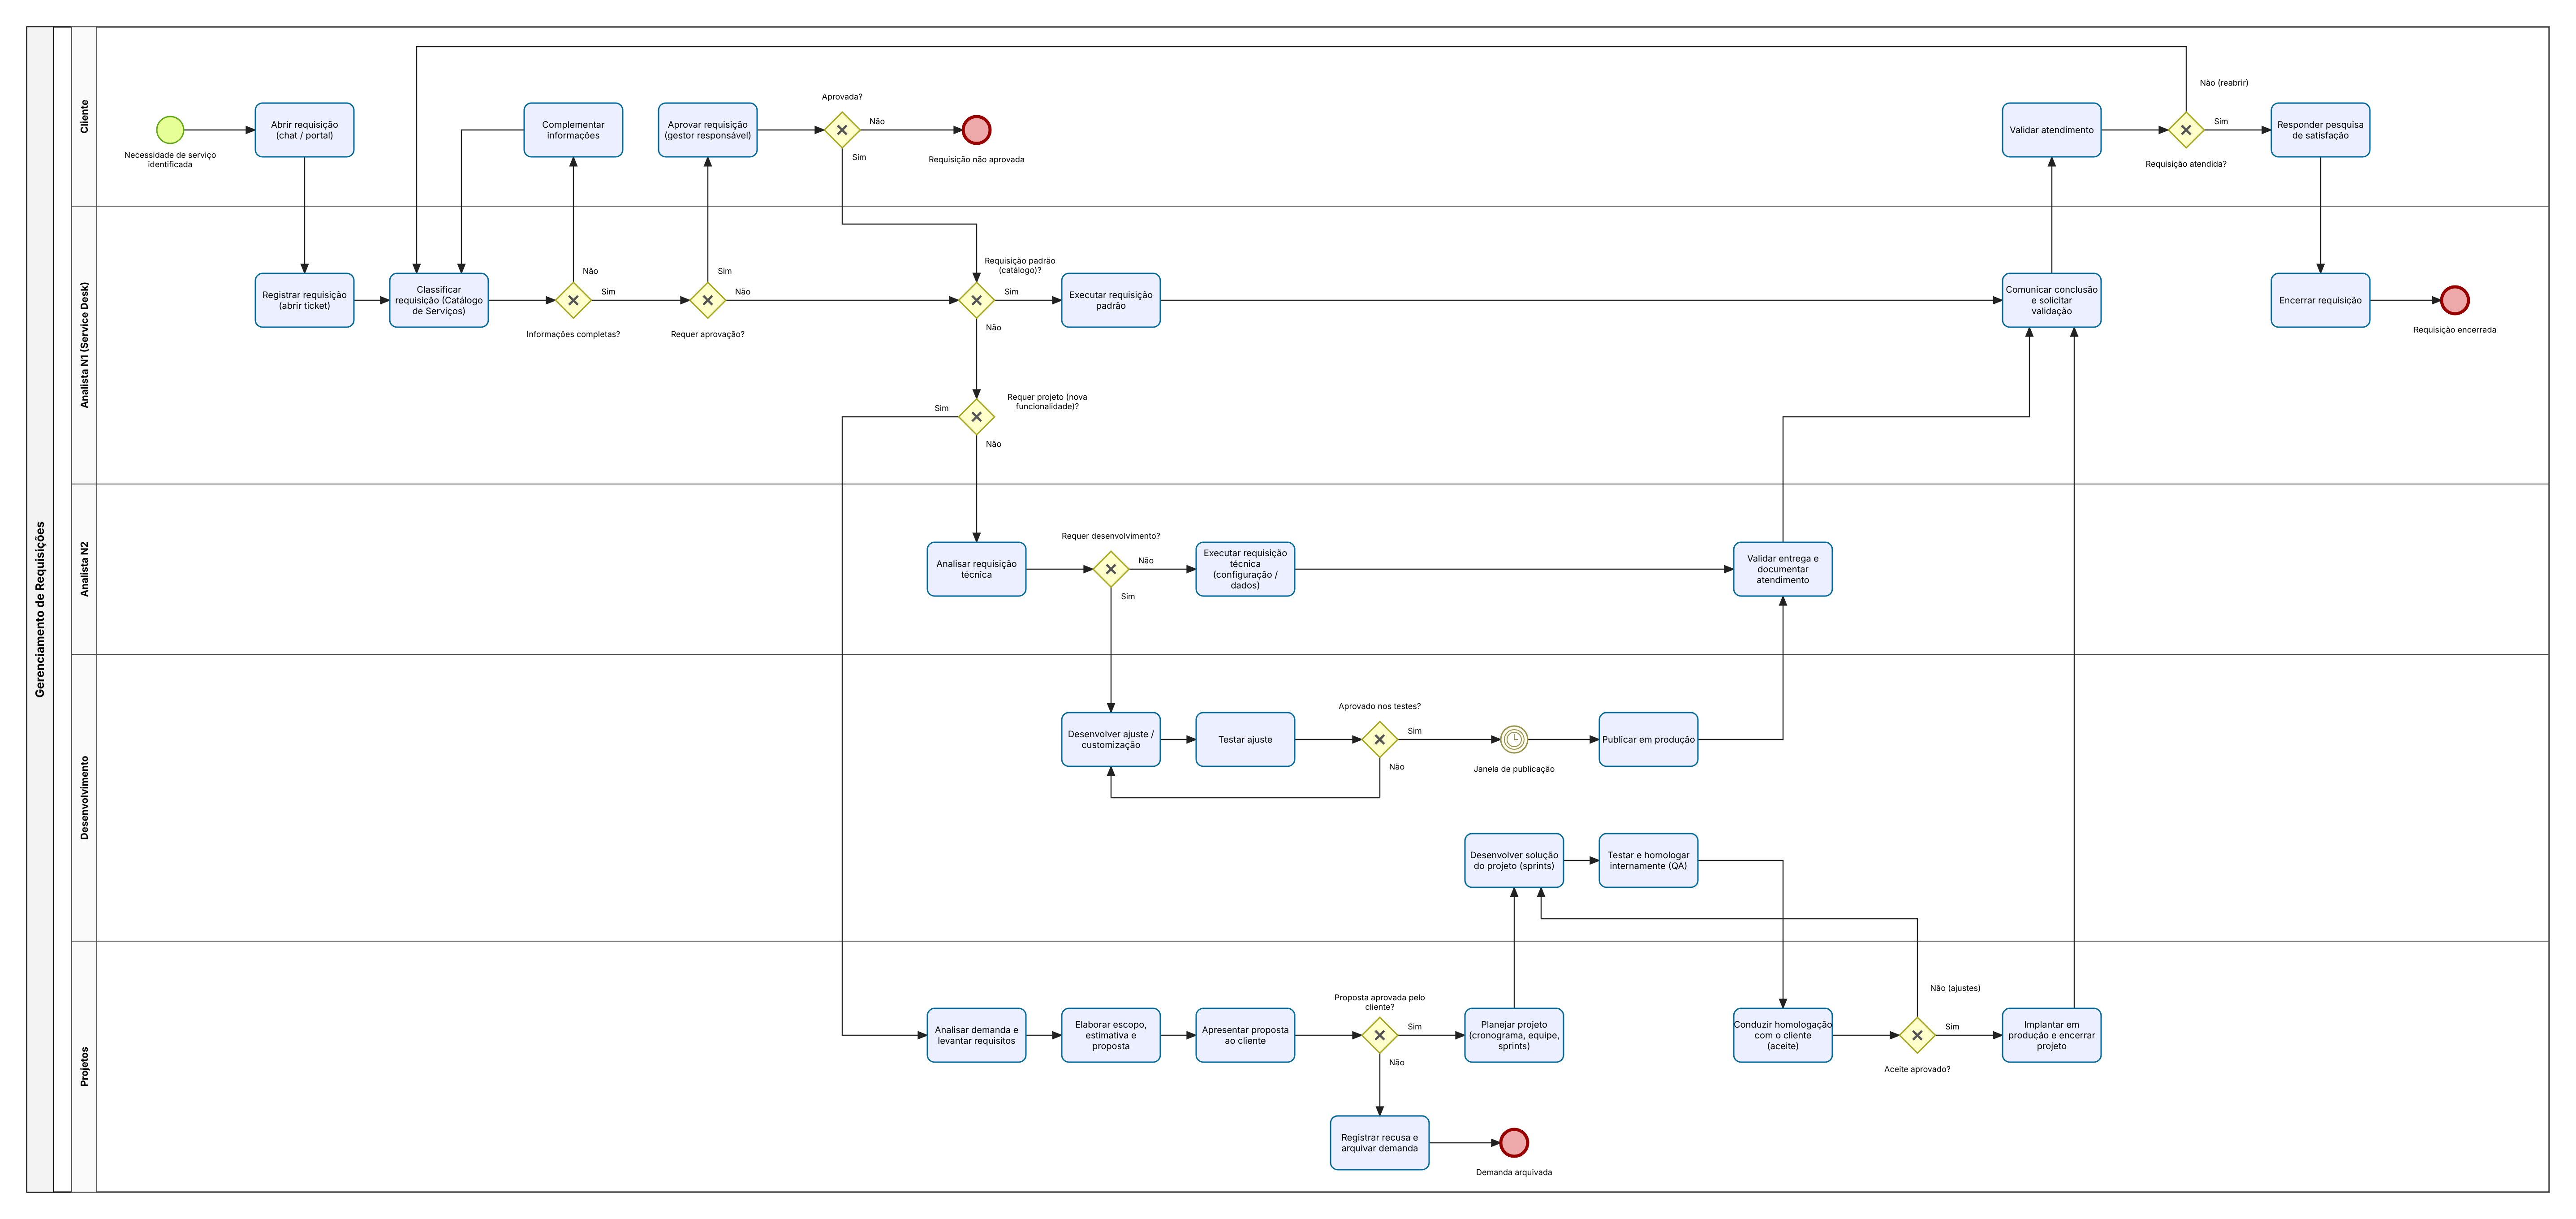 Gerenciamento de Requisições
Cliente
Necessidade de serviço
identificada
Abrir requisição
(chat / portal)
Complementar
informações
Aprovar requisição
(gestor responsável)
Aprovada?
Não
Sim
Requisição não aprovada
Validar atendimento
Não (reabrir)
Sim
Requisição atendida?
Responder pesquisa
de satisfação
Analista N1 (Service Desk)
Registrar requisição
(abrir ticket)
Classificar
requisição (Catálogo
de Serviços)
Não
Sim
Informações completas?
Sim
Não
Requer aprovação?
Requisição padrão
(catálogo)?
Sim
Não
Executar requisição
padrão
Comunicar conclusão
e solicitar
validação
Encerrar requisição
Requisição encerrada
Requer projeto (nova
funcionalidade)?
Sim
Não
Analista N2
Analisar requisição
técnica
Requer desenvolvimento?
Não
Sim
Executar requisição
técnica
(configuração /
dados)
Validar entrega e
documentar
atendimento
Desenvolvimento
Desenvolver ajuste /
customização
Testar ajuste
Aprovado nos testes?
Sim
Não
Janela de publicação
Publicar em produção
Desenvolver solução
do projeto (sprints)
Testar e homologar
internamente (QA)
Projetos
Analisar demanda e
levantar requisitos
Elaborar escopo,
estimativa e
proposta
Apresentar proposta
ao cliente
Proposta aprovada pelo
cliente?
Sim
Não
Planejar projeto
(cronograma, equipe,
sprints)
Conduzir homologação
com o cliente
(aceite)
Não (ajustes)
Sim
Aceite aprovado?
Implantar em
produção e encerrar
projeto
Registrar recusa e
arquivar demanda
Demanda arquivada